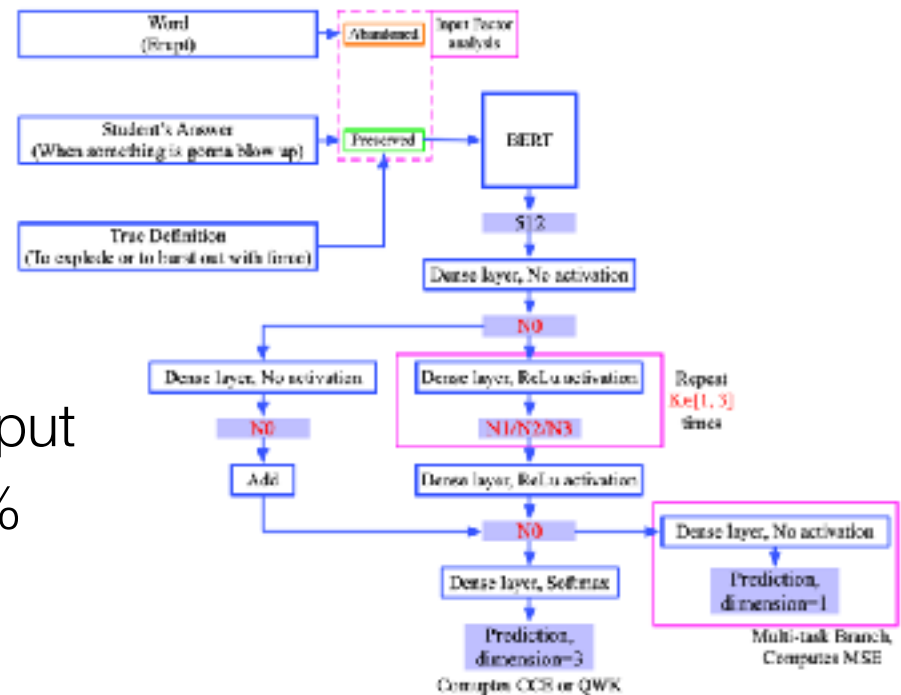 Word
(Erupt)
Abandoned
Input Factor
analysis
Student's Answer
(When something is gonna blow up)
Preserved
BERT
True Definition
(To explode or to burst out with force)
512
Dense layer, No activation
N0
Dense layer, No activation
Dense layer, ReLu activation
Repeat
K∈[1, 3]
times
N0
N1/N2/N3
put
%
Add
Dense layer, ReLu activation
N0
Dense layer, No activation
Dense layer, Softmax
Prediction,
dimension=1
Prediction,
dimension=3
Multi-task Branch,
Computes MSE
Computes CCE or QWK